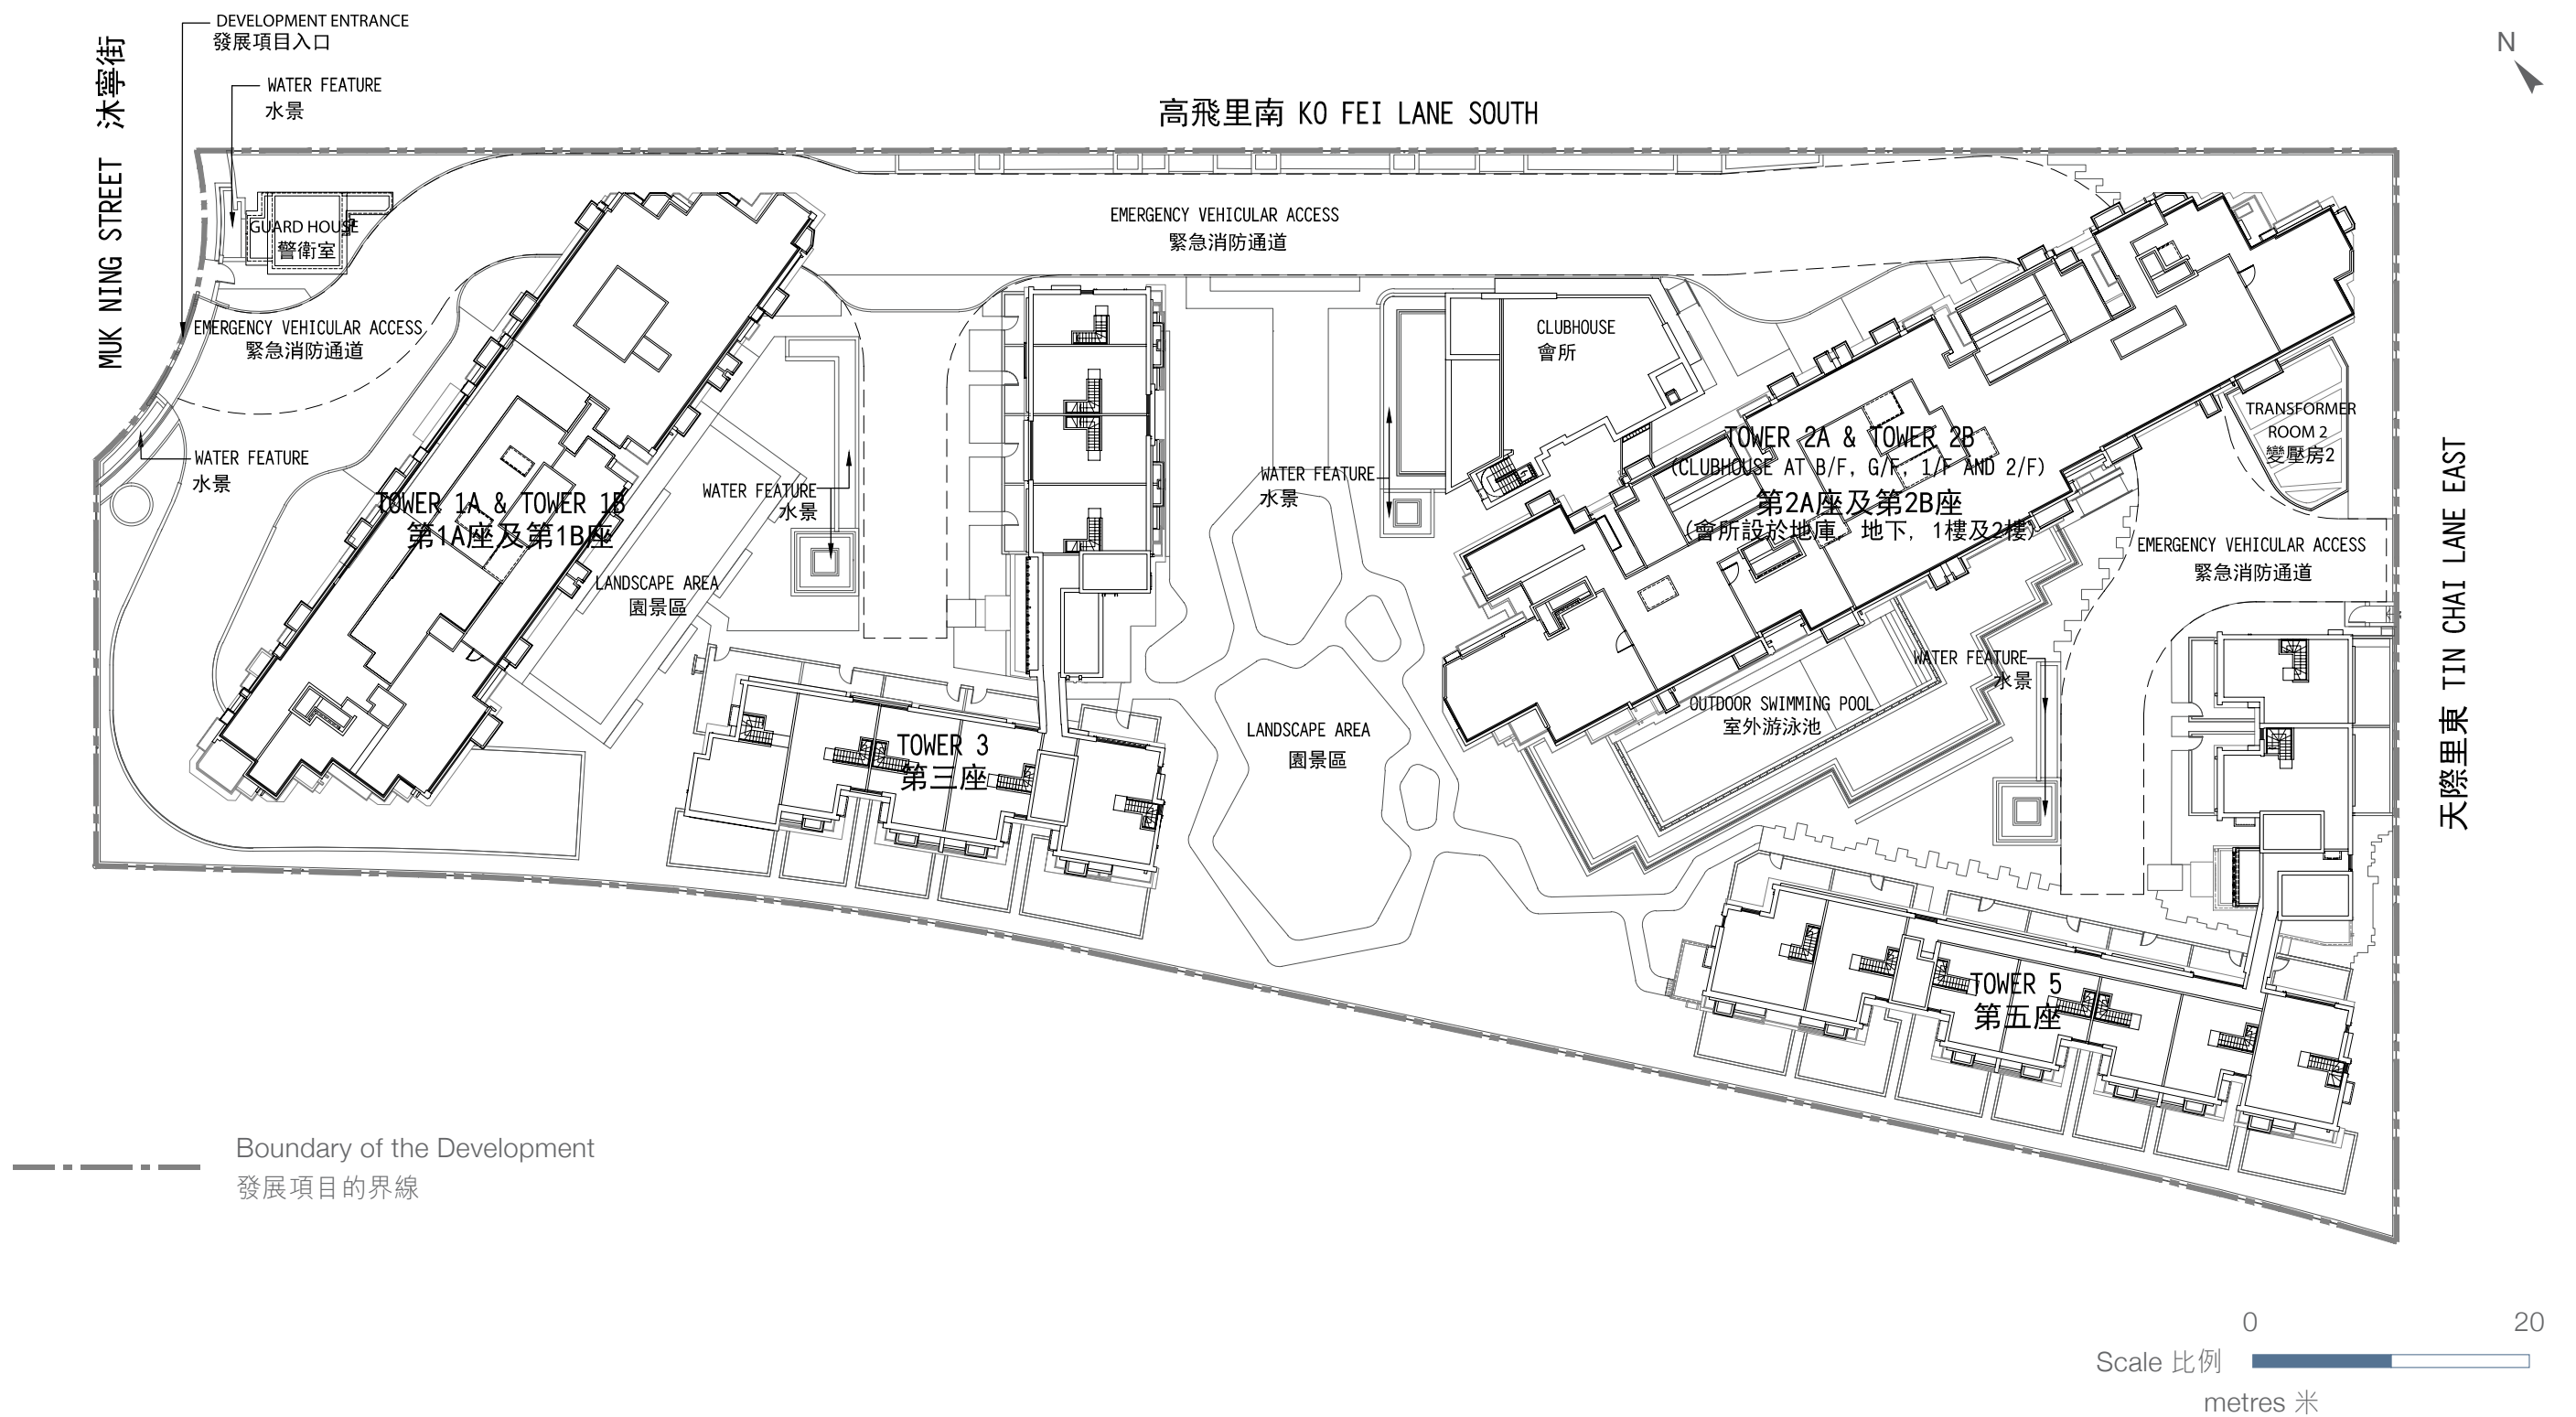 DEVELOPMENT ENTRANCE
發展項目入口
WATER FEATURE
水景
MUK NING STREET 沐寧街
高飛里南 KO FEI LANE SOUTH
N
GUARD HOUSE
警衛室
EMERGENCY VEHICULAR ACCESS
緊急消防通道
EMERGENCY VEHICULAR ACCESS
緊急消防通道
CLUBHOUSE
會所
WATER FEATURE
水景
TOWER 1A & TOWER 1B
第1A座及第1B座
WATER FEATURE
水景
LANDSCAPE AREA
園景區
WATER FEATURE
水景
TOWER 2A & TOWER 2B
(CLUBHOUSE AT B/F, G/F, 1/F AND 2/F)
第2A座及第2B座
(會所設於地庫, 地下, 1樓及2樓)
TRANSFORMER
ROOM 2
變壓房2
EMERGENCY VEHICULAR ACCESS
緊急消防通道
天際里東 TIN CHAI LANE EAST
WATER FEATURE
水景
OUTDOOR SWIMMING POOL
室外游泳池
LANDSCAPE AREA
園景區
TOWER 3
第三座
TOWER 5
第五座
Boundary of the Development
發展項目的界線
0 20
Scale 比例
metres 米